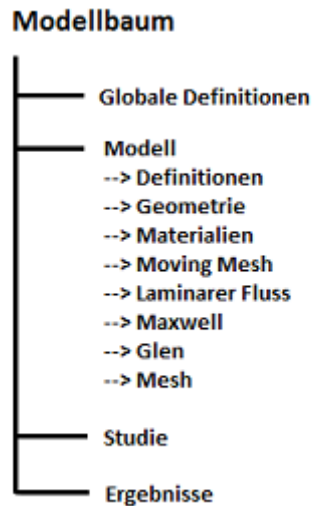 Modellbaum
Globale Definitionen
Modell
--> Definitionen
--> Geometrie
--> Materialien
--> Moving Mesh
--> Laminarer Fluss
--> Maxwell
--> Glen
--> Mesh
Studie
Ergebnisse